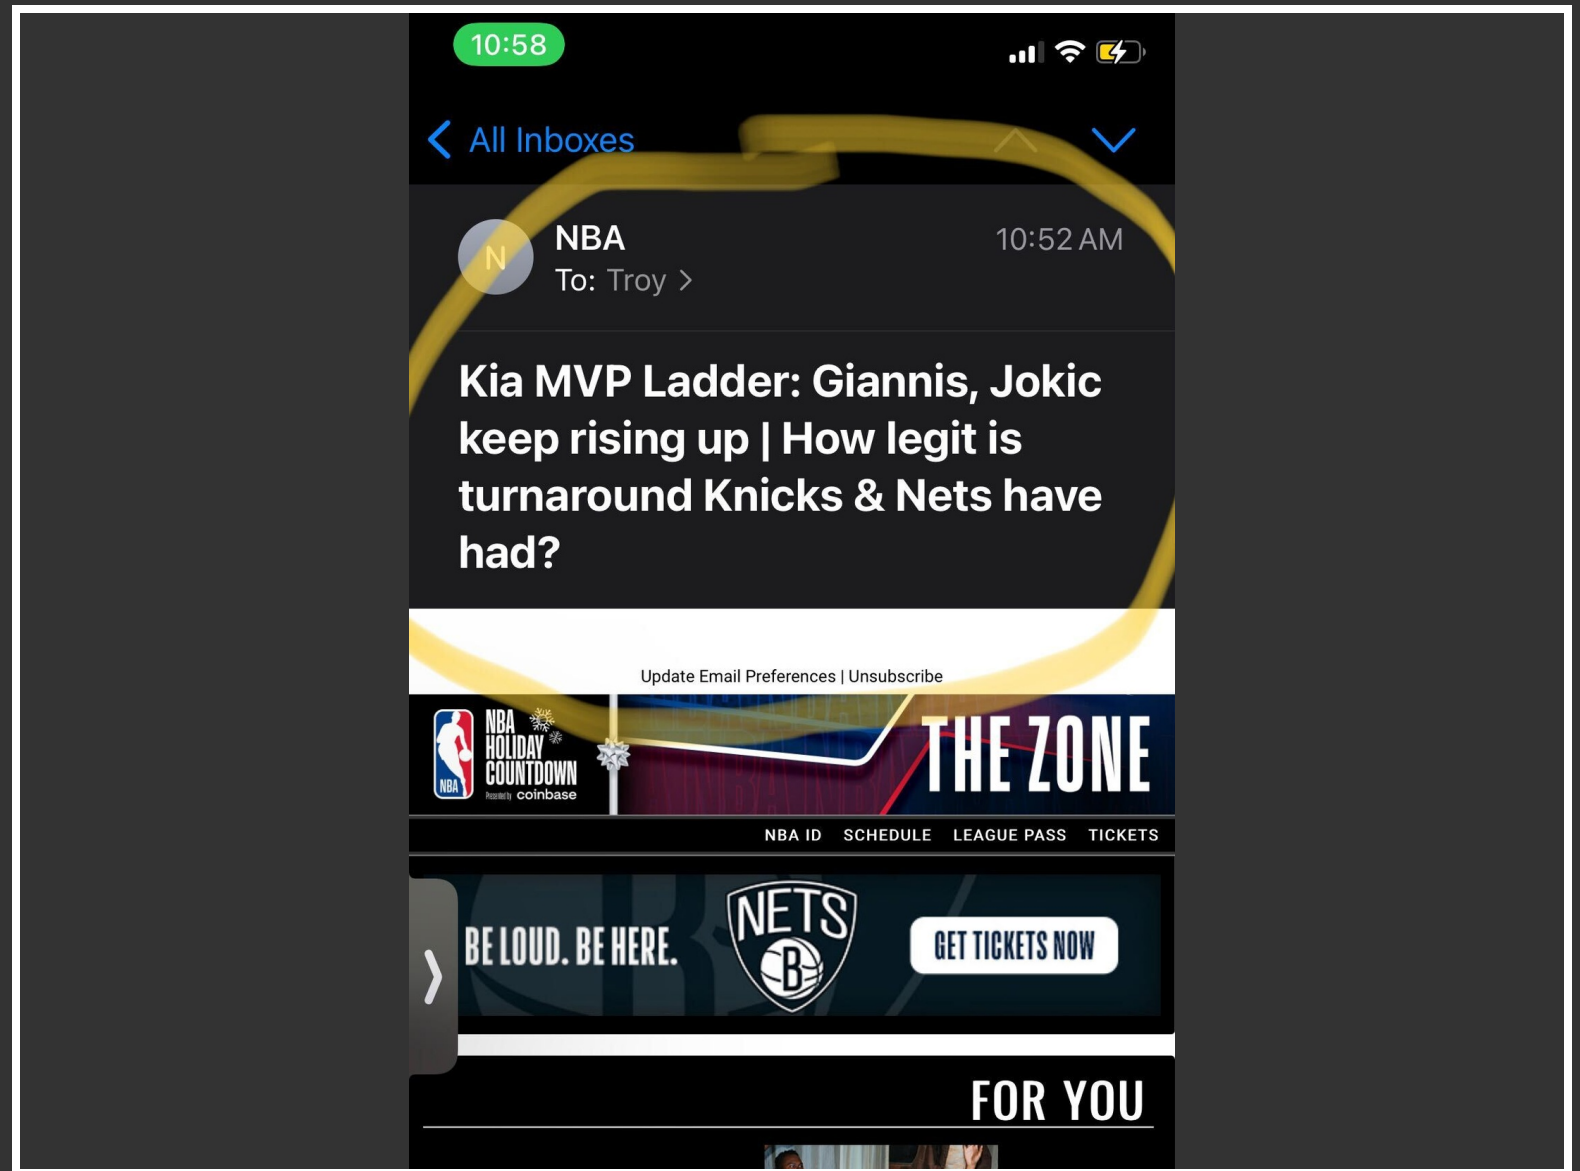 10:58
All Inboxes
N
NBA
10:52 AM
To: Troy >
Kia MVP Ladder: Giannis, Jokic
keep rising up | How legit is
turnaround Knicks & Nets have
had?
Update Email Preferences | Unsubscribe
NBA
NBA
HOLIDAY
COUNTDOWN
Presented by coinbase
THE ZONE
NBA ID SCHEDULE LEAGUE PASS TICKETS
BE LOUD. BE HERE.
NETS
B
GET TICKETS NOW
FOR YOU